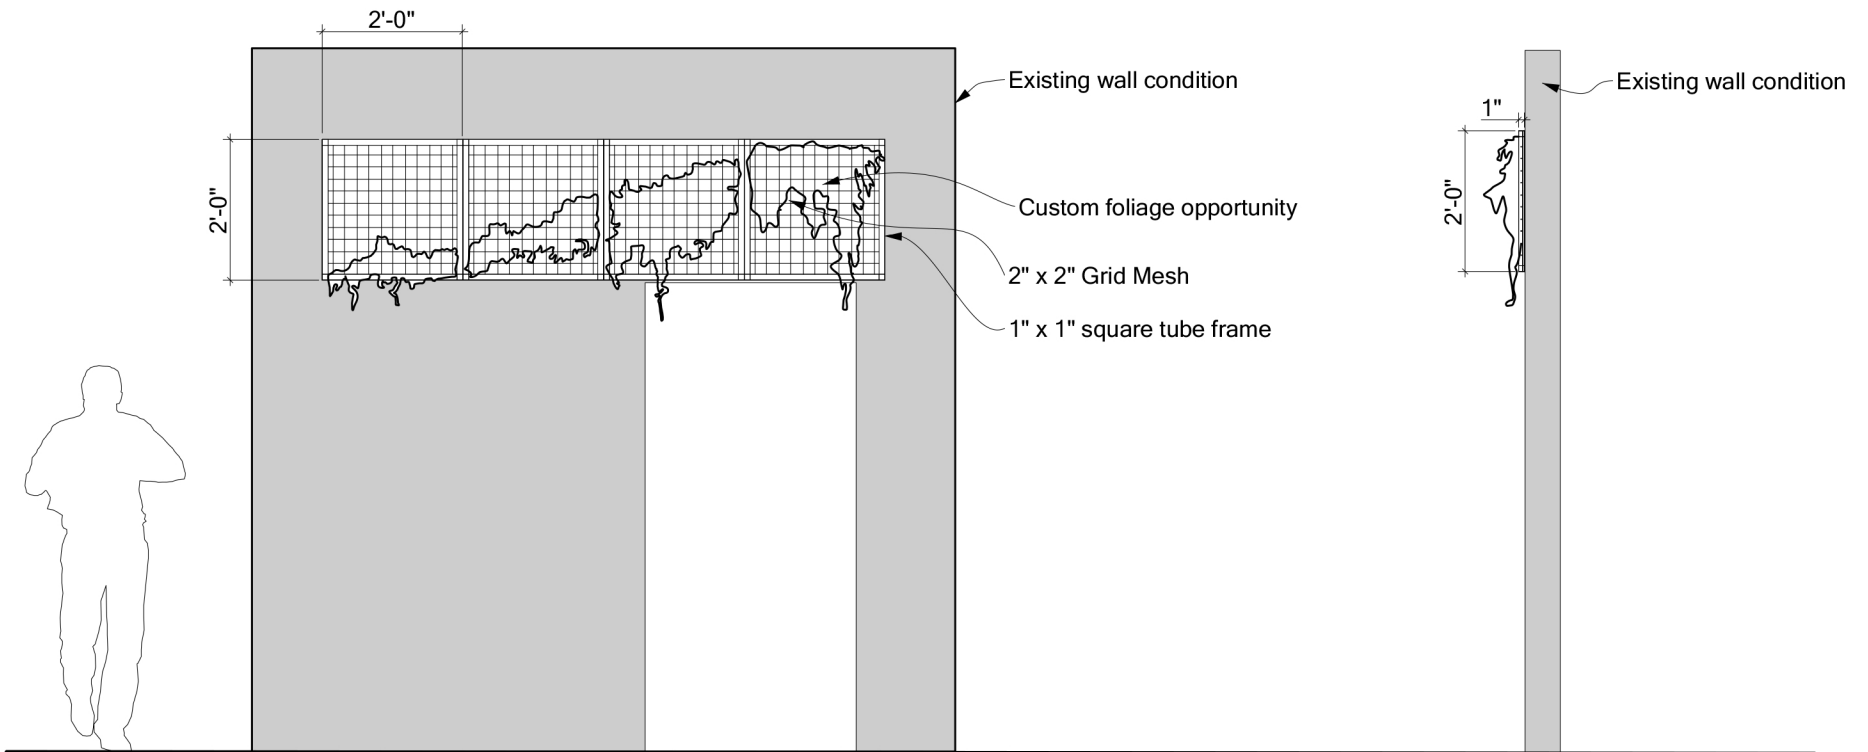 2'-0"
Existing wall condition
Existing wall condition
1"
2'-0"
Custom foliage opportunity
2'-0"
2" x 2" Grid Mesh
1" x 1" square tube frame